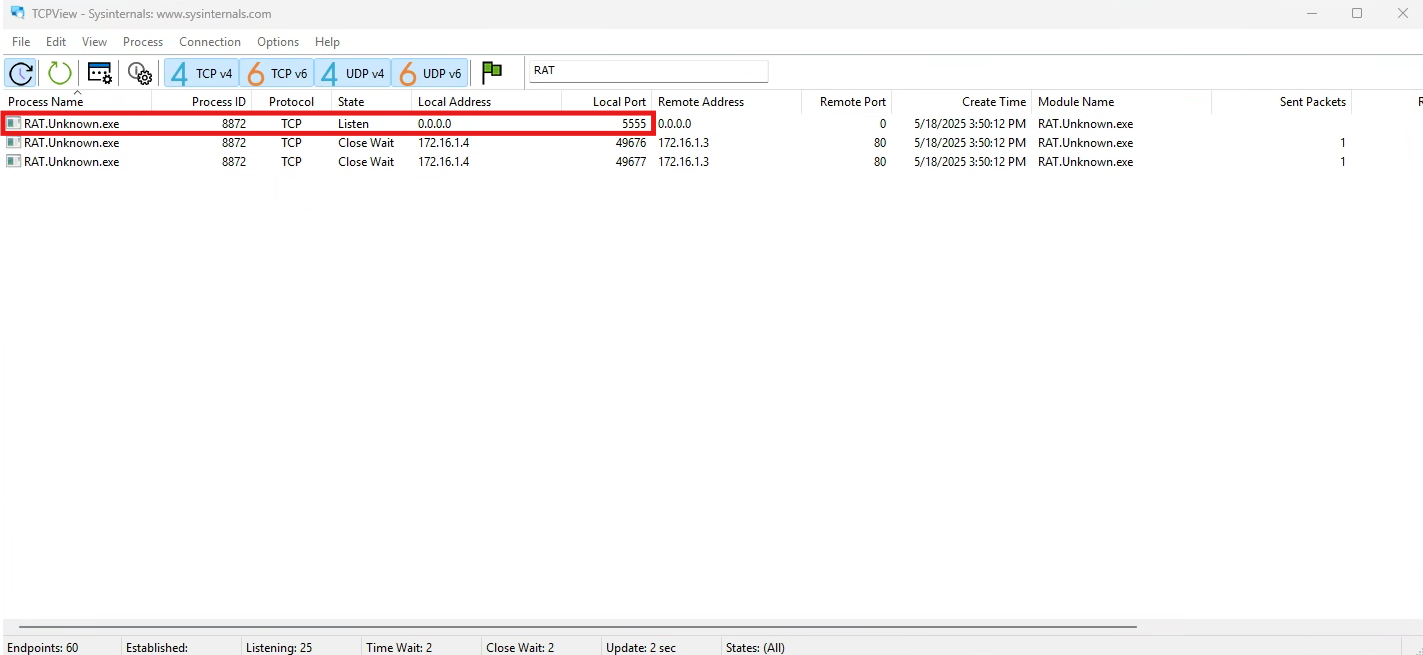 TCPView - Sysinternals: www.sysinternals.com
File Edit View Process Connection Options Help
4 TCP v4 6 TCP v6 4 UDP v4 6 UDP v6 RAT
Process Name Process ID Protocol State Local Address Local Port Remote Address Remote Port Create Time Module Name Sent Packets R
RAT.Unknown.exe 8872 TCP Listen 0.0.0.0 5555 0.0.0.0 0 5/18/2025 3:50:12 PM RAT.Unknown.exe
RAT.Unknown.exe 8872 TCP Close Wait 172.16.1.4 49676 172.16.1.3 80 5/18/2025 3:50:12 PM RAT.Unknown.exe 1
RAT.Unknown.exe 8872 TCP Close Wait 172.16.1.4 49677 172.16.1.3 80 5/18/2025 3:50:12 PM RAT.Unknown.exe 1
Endpoints: 60 Established: Listening: 25 Time Wait: 2 Close Wait: 2 Update: 2 sec States: (All)